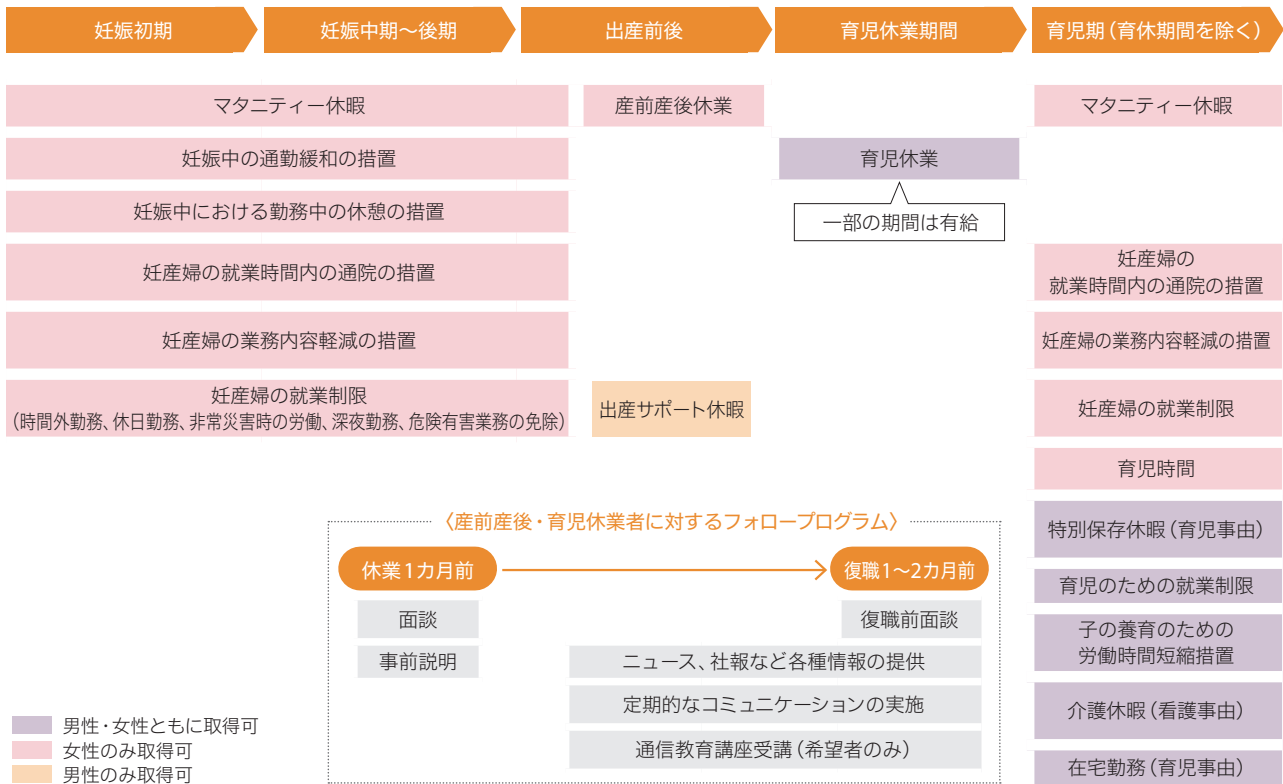 妊娠初期
妊娠中期～後期
出産前後
育児休業期間
育児期（育休期間を除く）
マタニティー休暇
産前産後休業
マタニティー休暇
妊娠中の通勤緩和の措置
育児休業
一部の期間は有給
妊娠中における勤務中の休憩の措置
妊産婦の就業時間内の通院の措置
妊産婦の
就業時間内の通院の措置
妊産婦の業務内容軽減の措置
妊産婦の業務内容軽減の措置
妊産婦の就業制限
（時間外勤務、休日勤務、非常災害時の労働、深夜勤務、危険有害業務の免除）
出産サポート休暇
妊産婦の就業制限
育児時間
特別保存休暇（育児事由）
育児のための就業制限
子の養育のための
労働時間短縮措置
介護休暇（看護事由）
在宅勤務（育児事由）
〈産前産後・育児休業者に対するフォロープログラム〉
休業1カ月前
復職1～2カ月前
面談
復職前面談
事前説明
ニュース、社報など各種情報の提供
定期的なコミュニケーションの実施
通信教育講座受講（希望者のみ）
男性・女性ともに取得可
女性のみ取得可
男性のみ取得可